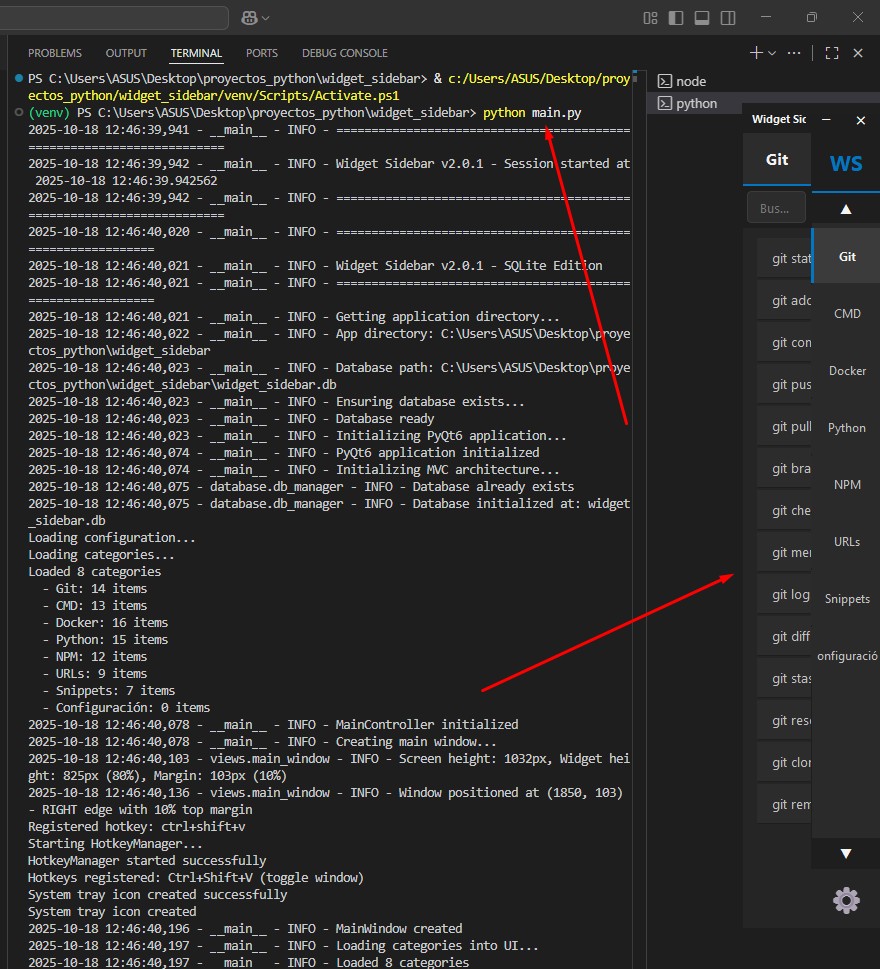 PROBLEMS OUTPUT TERMINAL PORTS DEBUG CONSOLE
PS C:\Users\ASUS\Desktop\proyectos_python\widget_sidebar> & c:/Users/ASUS/Desktop/proy
ectos_python/widget_sidebar/venv/Scripts/Activate.ps1
(venv) PS C:\Users\ASUS\Desktop\proyectos_python\widget_sidebar> python main.py
2025-10-18 12:46:39,941 - __main__ - INFO - ==========================================
============================
2025-10-18 12:46:39,942 - __main__ - INFO - Widget Sidebar v2.0.1 - Session started at
2025-10-18 12:46:39.942562
2025-10-18 12:46:39,942 - __main__ - INFO - ==========================================
============================
2025-10-18 12:46:40,020 - __main__ - INFO - ==========================================
==================
2025-10-18 12:46:40,021 - __main__ - INFO - Widget Sidebar v2.0.1 - SQLite Edition
2025-10-18 12:46:40,021 - __main__ - INFO - ==========================================
==================
2025-10-18 12:46:40,021 - __main__ - INFO - Getting application directory...
2025-10-18 12:46:40,022 - __main__ - INFO - App directory: C:\Users\ASUS\Desktop\proye
ctos_python\widget_sidebar
2025-10-18 12:46:40,023 - __main__ - INFO - Database path: C:\Users\ASUS\Desktop\proye
ctos_python\widget_sidebar\widget_sidebar.db
2025-10-18 12:46:40,023 - __main__ - INFO - Ensuring database exists...
2025-10-18 12:46:40,023 - __main__ - INFO - Database ready
2025-10-18 12:46:40,023 - __main__ - INFO - Initializing PyQt6 application...
2025-10-18 12:46:40,074 - __main__ - INFO - PyQt6 application initialized
2025-10-18 12:46:40,074 - __main__ - INFO - Initializing MVC architecture...
2025-10-18 12:46:40,075 - database.db_manager - INFO - Database already exists
2025-10-18 12:46:40,075 - database.db_manager - INFO - Database initialized at: widget
_sidebar.db
Loading configuration...
Loading categories...
Loaded 8 categories
- Git: 14 items
- CMD: 13 items
- Docker: 16 items
- Python: 15 items
- NPM: 12 items
- URLs: 9 items
- Snippets: 7 items
- Configuración: 0 items
2025-10-18 12:46:40,078 - __main__ - INFO - MainController initialized
2025-10-18 12:46:40,078 - __main__ - INFO - Creating main window...
2025-10-18 12:46:40,103 - views.main_window - INFO - Screen height: 1032px, Widget hei
ght: 825px (80%), Margin: 103px (10%)
2025-10-18 12:46:40,136 - views.main_window - INFO - Window positioned at (1850, 103)
- RIGHT edge with 10% top margin
Registered hotkey: ctrl+shift+v
Starting HotkeyManager...
HotkeyManager started successfully
Hotkeys registered: Ctrl+Shift+V (toggle window)
System tray icon created successfully
System tray icon created
2025-10-18 12:46:40,196 - __main__ - INFO - MainWindow created
2025-10-18 12:46:40,197 - __main__ - INFO - Loading categories into UI...
2025-10-18 12:46:40,197 - __main__ - INFO - Loaded 8 categories
node
python
Widget Sic
Git
Bus...
git stat
git adc
git con
git pus
git pull
git bra
git che
git mer
git log
git diff
git stas
git rese
git clor
git rem
WS
Git
CMD
Docker
Python
NPM
URLs
Snippets
onfiguració